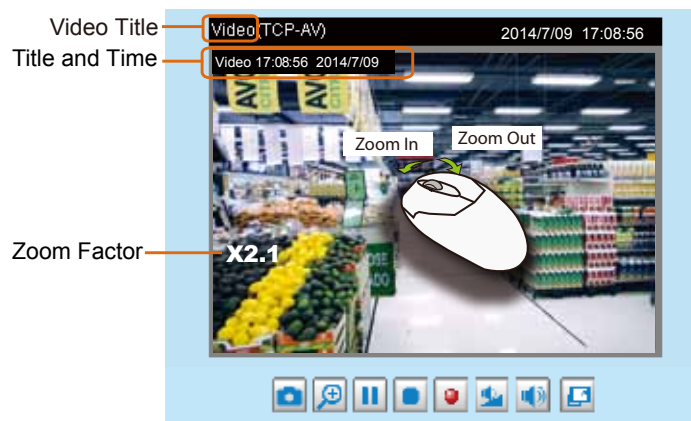 Video Title
Video(TCP-AV) 2014/7/09 17:08:56
Title and Time
Video 17:08:56 2014/7/09
Zoom In Zoom Out
Zoom Factor
X2.1